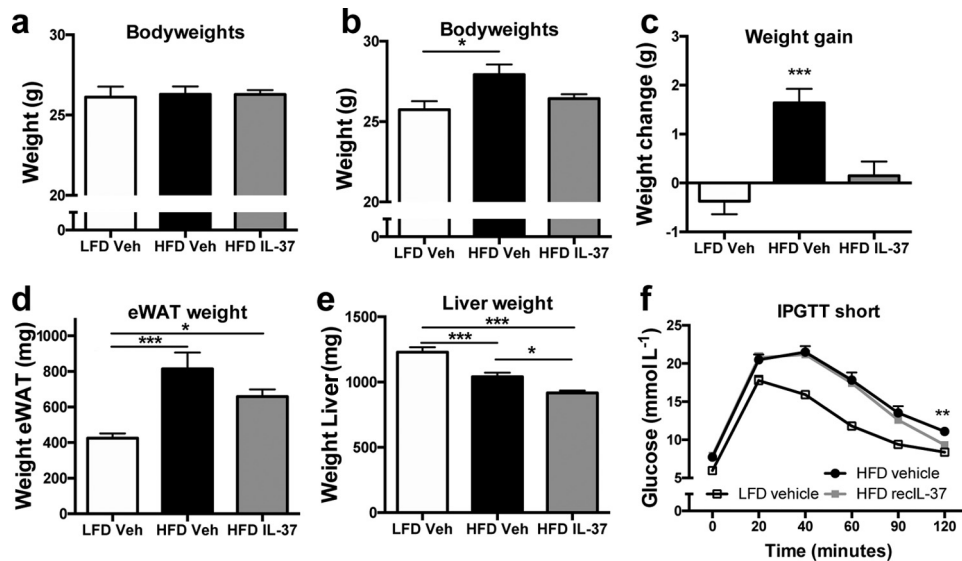 a
Bodyweights
Weight (g)
30
25
20
0
LFD Veh HFD Veh HFD IL-37
b
Bodyweights
Weight (g)
30
25
20
0
*
LFD Veh HFD Veh HFD IL-37
c
Weight gain
Weight change (g)
3
2
1
0
-1
***
LFD Veh HFD Veh HFD IL-37
d
eWAT weight
Weight eWAT (mg)
1000
800
600
400
200
0
*
***
LFD Veh HFD Veh HFD IL-37
e
Liver weight
Weight Liver (mg)
1500
1000
500
0
***
***
*
LFD Veh HFD Veh HFD IL-37
f
IPGTT short
Glucose (mmol L-1)
25
20
15
10
5
0
**
HFD vehicle
LFD vehicle HFD recIL-37
0 20 40 60 90 120
Time (minutes)